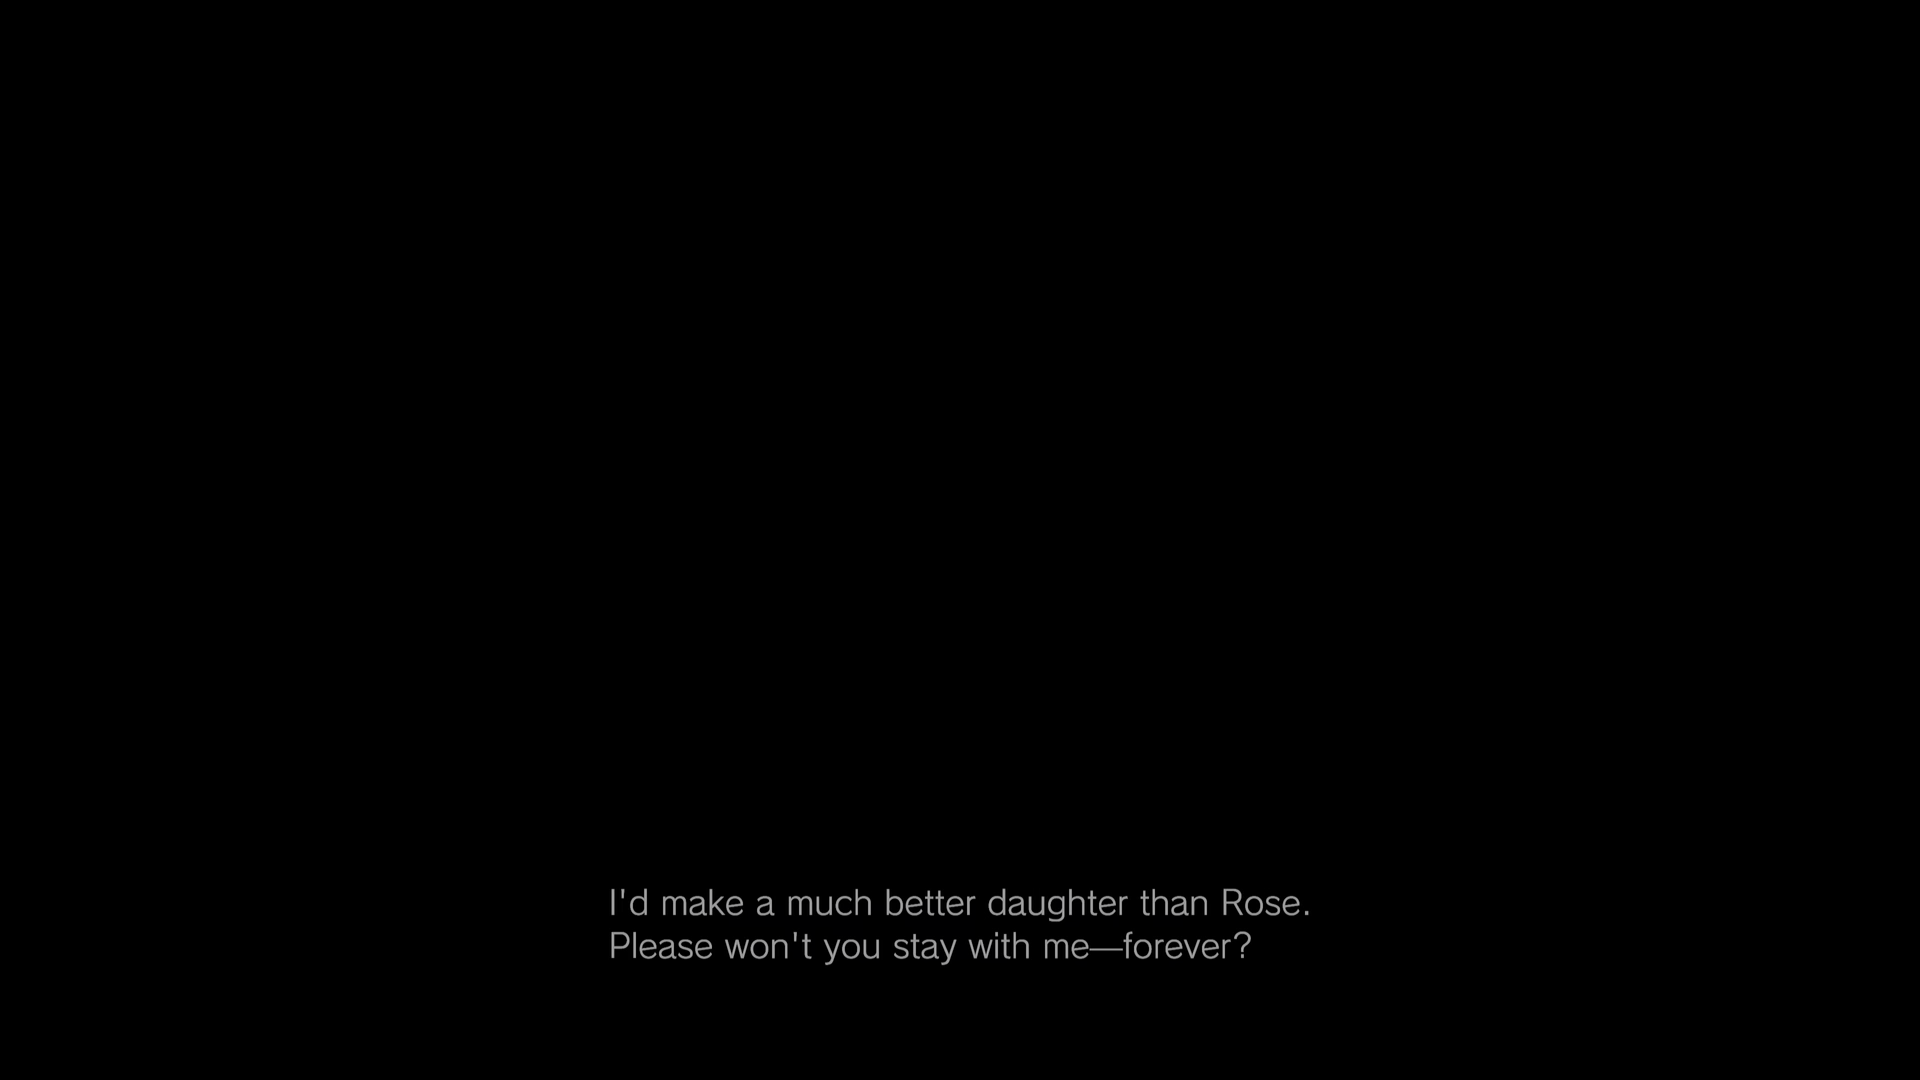 I'd make a much better daughter than Rose.
Please won't you stay with me—forever?